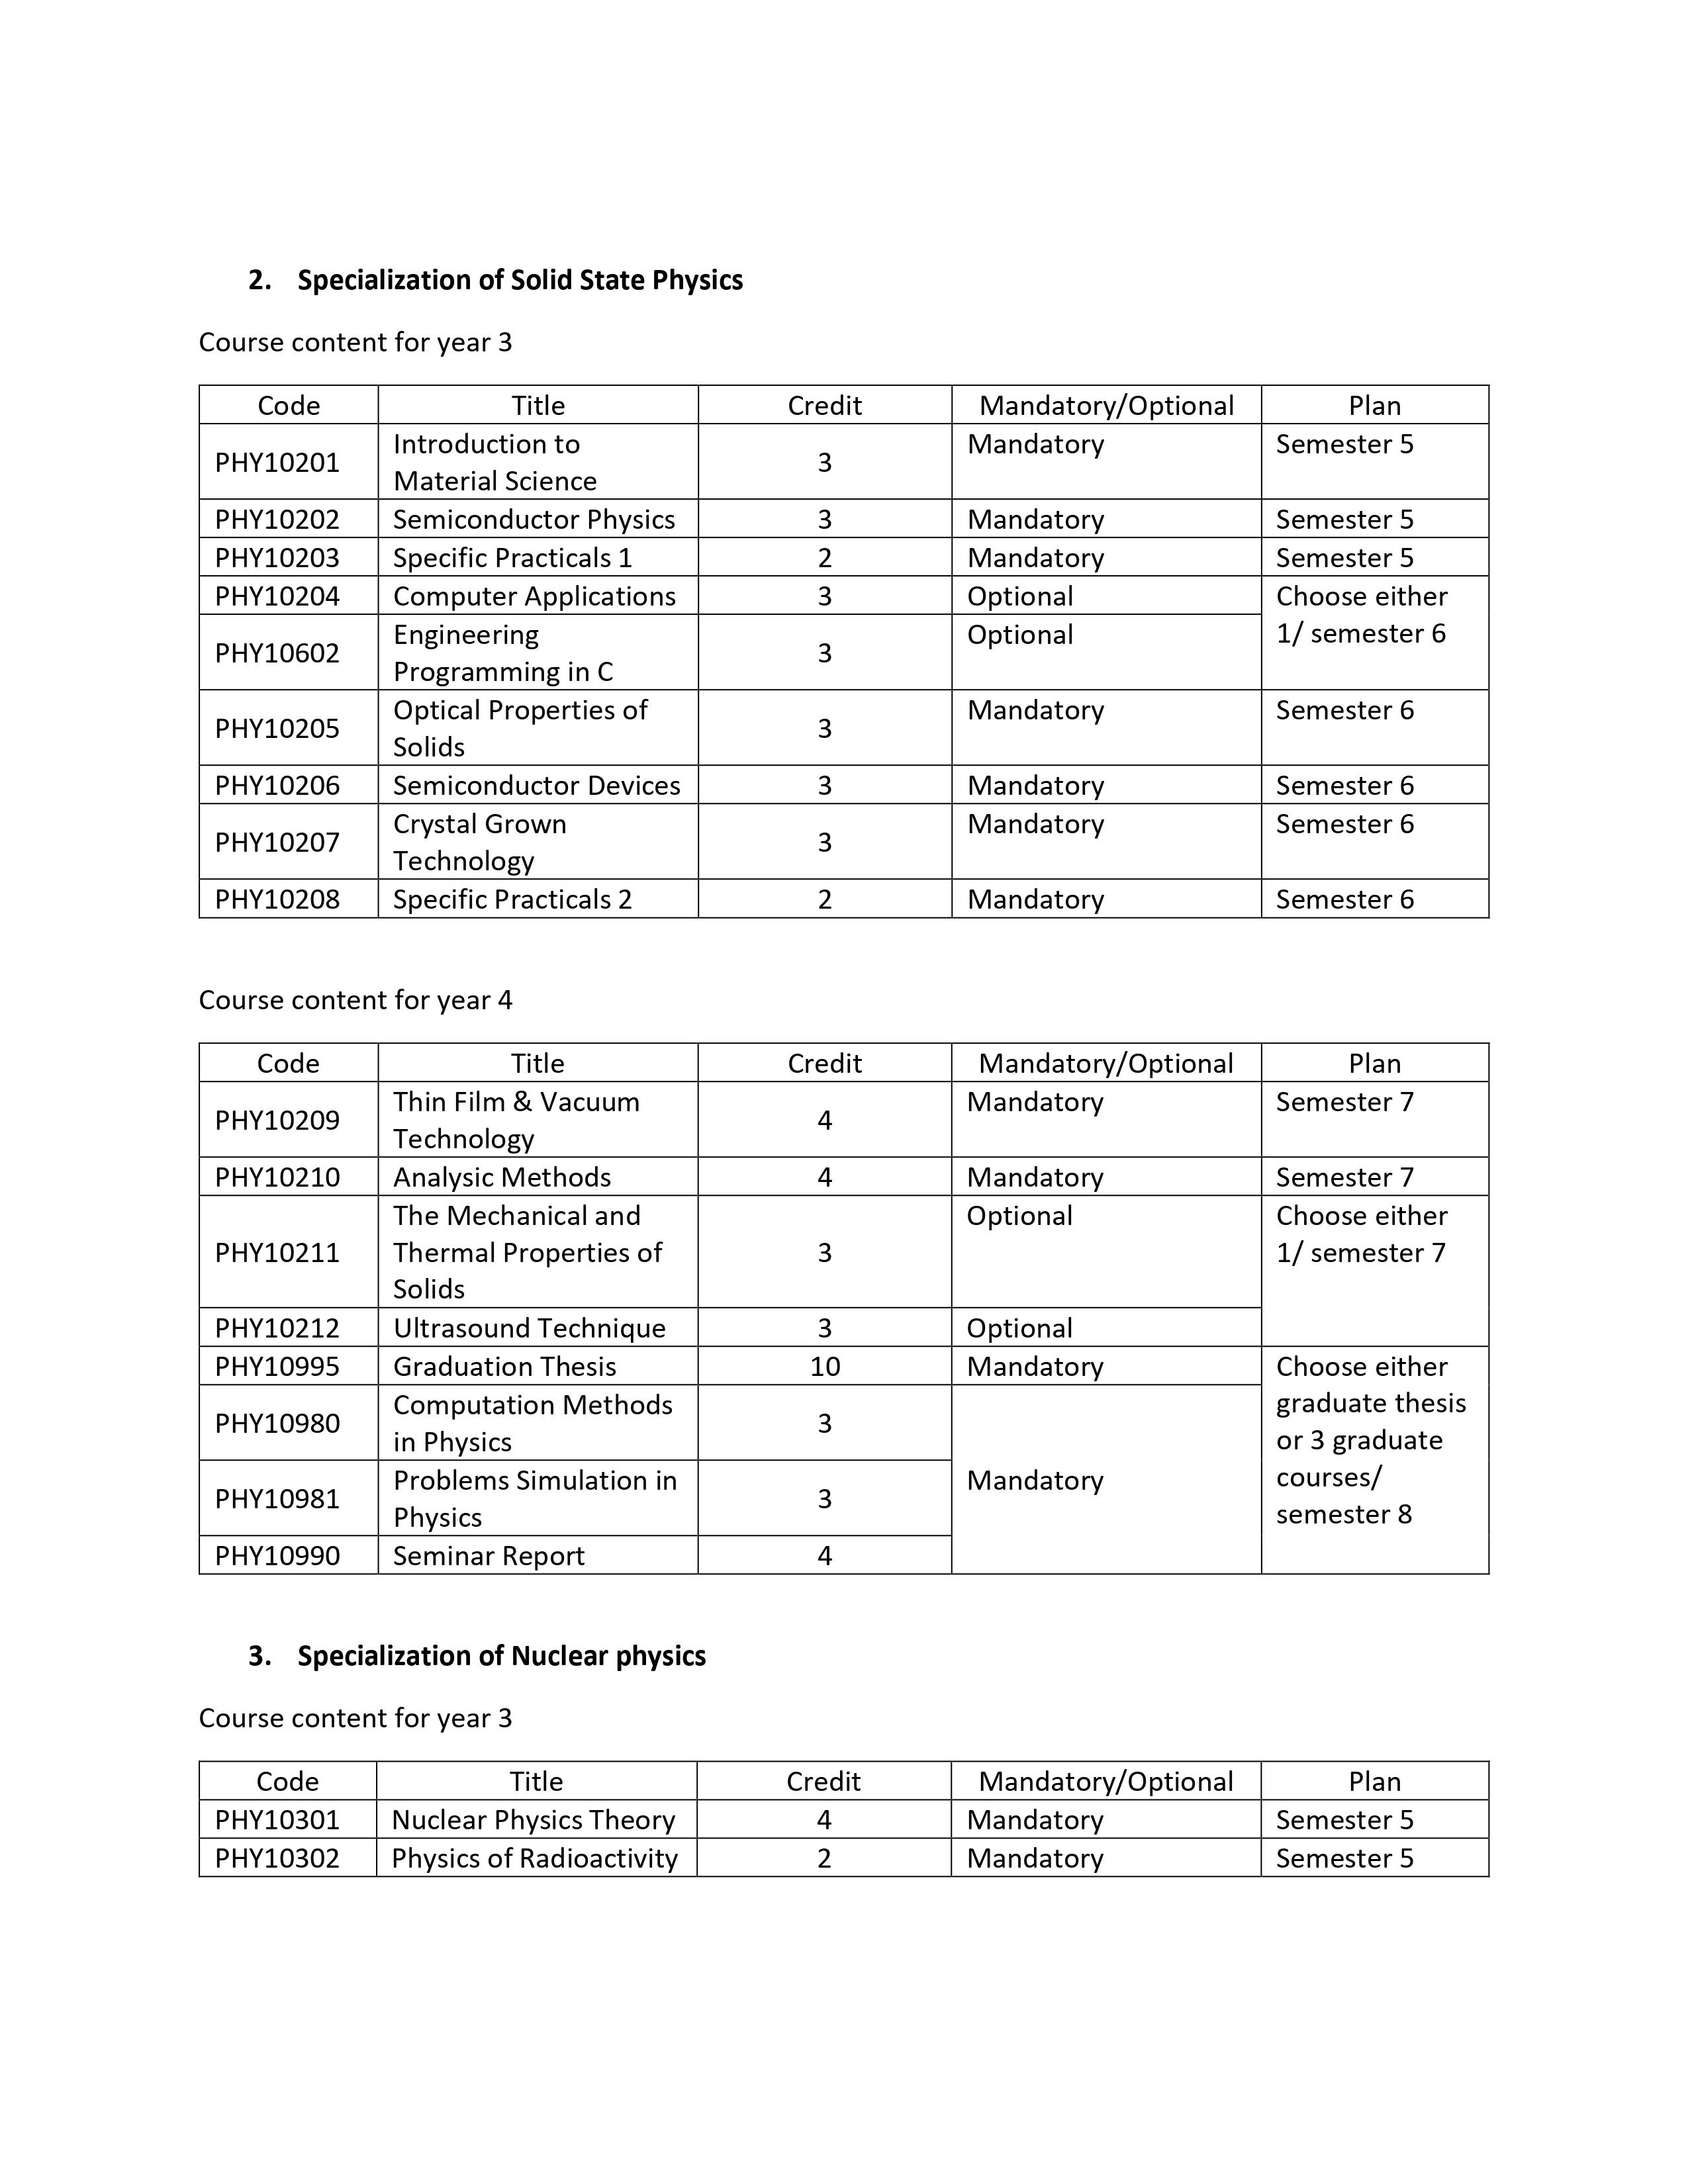 2. Specialization of Solid State Physics
Course content for year 3
Code Title Credit Mandatory/Optional Plan
PHY10201 Introduction to Material Science 3 Mandatory Semester 5
PHY10202 Semiconductor Physics 3 Mandatory Semester 5
PHY10203 Specific Practicals 1 2 Mandatory Semester 5
PHY10204 Computer Applications 3 Optional Choose either 1/ semester 6
PHY10602 Engineering Programming in C 3 Optional
PHY10205 Optical Properties of Solids 3 Mandatory Semester 6
PHY10206 Semiconductor Devices 3 Mandatory Semester 6
PHY10207 Crystal Grown Technology 3 Mandatory Semester 6
PHY10208 Specific Practicals 2 2 Mandatory Semester 6
Course content for year 4
Code Title Credit Mandatory/Optional Plan
PHY10209 Thin Film & Vacuum Technology 4 Mandatory Semester 7
PHY10210 Analysic Methods 4 Mandatory Semester 7
PHY10211 The Mechanical and Thermal Properties of Solids 3 Optional Choose either 1/ semester 7
PHY10212 Ultrasound Technique 3 Optional
PHY10995 Graduation Thesis 10 Mandatory Choose either graduate thesis or 3 graduate courses/ semester 8
PHY10980 Computation Methods in Physics 3 Mandatory
PHY10981 Problems Simulation in Physics 3
PHY10990 Seminar Report 4
3. Specialization of Nuclear physics
Course content for year 3
Code Title Credit Mandatory/Optional Plan
PHY10301 Nuclear Physics Theory 4 Mandatory Semester 5
PHY10302 Physics of Radioactivity 2 Mandatory Semester 5